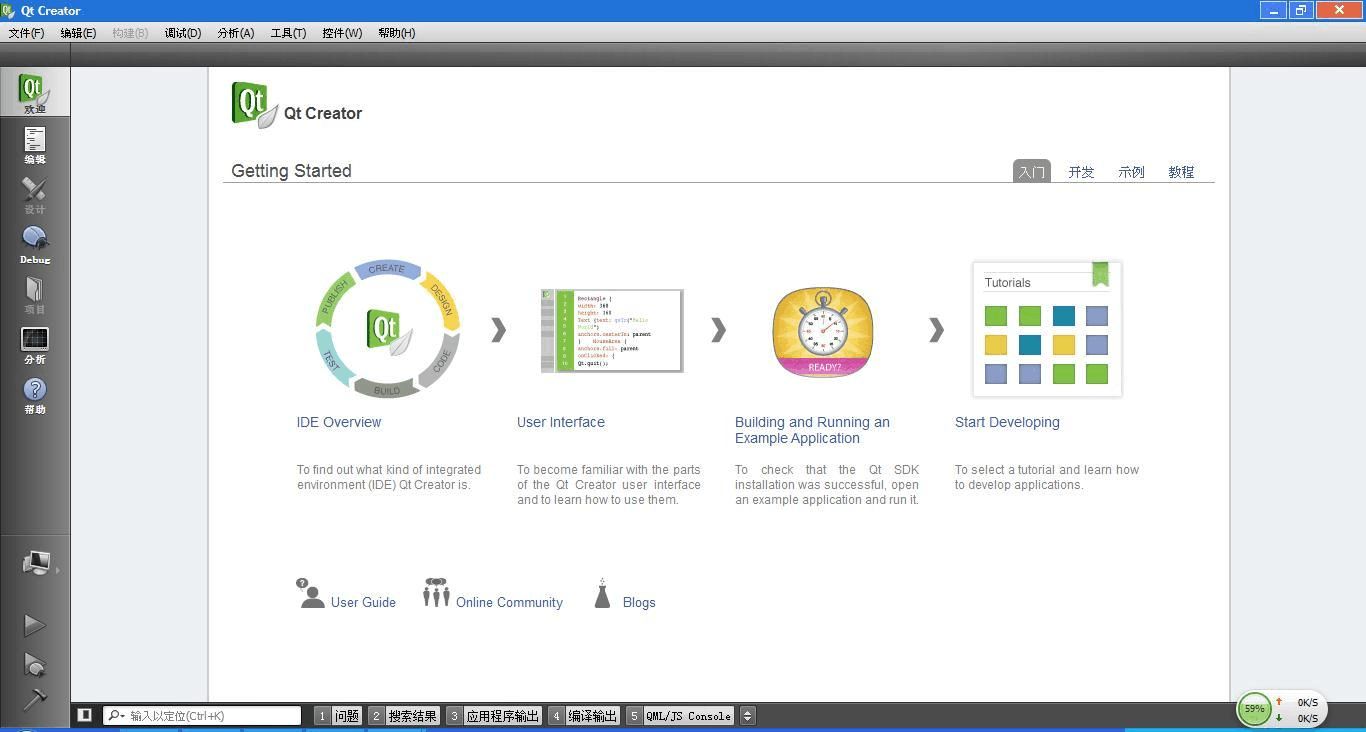 Qt Creator
文件(F) 编辑(E) 构建(B) 调试(D) 分析(A) 工具(T) 控件(W) 帮助(H)
Qt
欢迎
编辑
设计
Debug
项目
分析
帮助
Qt Creator
Getting Started
入门 开发 示例 教程
CREATE
DESIGN
CODE
BUILD
TEST
PUBLISH
Qt
Rectangle {
width: 360
height: 360
Text {text: qsTr("Hello
World")
anchors.centerIn: parent
} MouseArea {
anchors.fill: parent
onClicked: {
Qt.quit();
READY?
Tutorials
IDE Overview
To find out what kind of integrated
environment (IDE) Qt Creator is.
User Interface
To become familiar with the parts
of the Qt Creator user interface
and to learn how to use them.
Building and Running an
Example Application
To check that the Qt SDK
installation was successful, open
an example application and run it.
Start Developing
To select a tutorial and learn how
to develop applications.
User Guide Online Community Blogs
输入以定位(Ctrl+K) 1 问题 2 搜索结果 3 应用程序输出 4 编译输出 5 QML/JS Console
59%
0K/S
0K/S